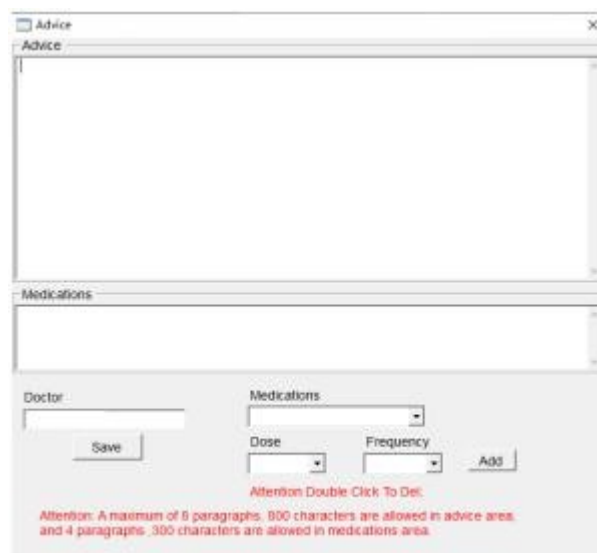 Advice
Advice
Medications
Doctor
Medications
Save
Dose
Frequency
Add
Attention Double Click To Del.
Attention: A maximum of 8 paragraphs, 800 characters are allowed in advice area,
and 4 paragraphs ,300 characters are allowed in medications area.